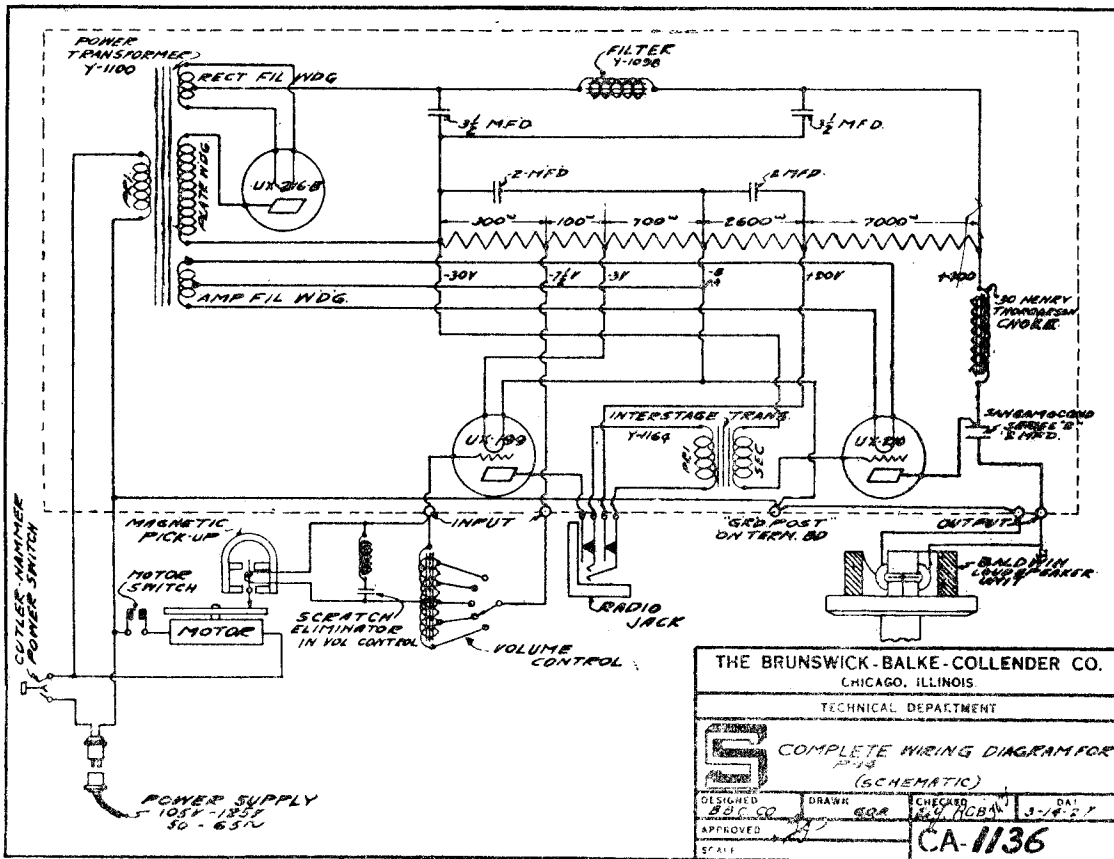 POWER
TRANSFORMER
Y-1100
RECT FIL WDG
FILTER
Y-1098
3½ MFD.
3½ MFD.
PRI.
PLATE WDG
UX-216-B
2-MFD
2 MFD.
300ω
100ω
700ω
2600ω
7000ω
-30V
-7½V
-3V
-B
+80V
AMP FIL WDG.
30 HENRY
THORDARSON
CHOKE
INTERSTAGE TRANS.
Y-1164
UX-199
PRI
SEC
UX-210
SANGAMO COND
SERIES "B"
2 MFD.
CUTLER-HAMMER
POWER SWITCH
MAGNETIC
PICK-UP
INPUT
"GRD POST"
ON TERM. BD
OUTPUT
MOTOR
SWITCH
MOTOR
SCRATCH
ELIMINATOR
IN VOL CONTROL
VOLUME
CONTROL
RADIO
JACK
BALDWIN
LOUDSPEAKER
UNIT
POWER SUPPLY
105V-125V
50-65~
THE BRUNSWICK-BALKE-COLLENDER CO.
CHICAGO, ILLINOIS.
TECHNICAL DEPARTMENT
S
COMPLETE WIRING DIAGRAM FOR
(SCHEMATIC)
DESIGNED
BBC CO
DRAWN
CHECKED
APPROVED
SCALE
CA-1136